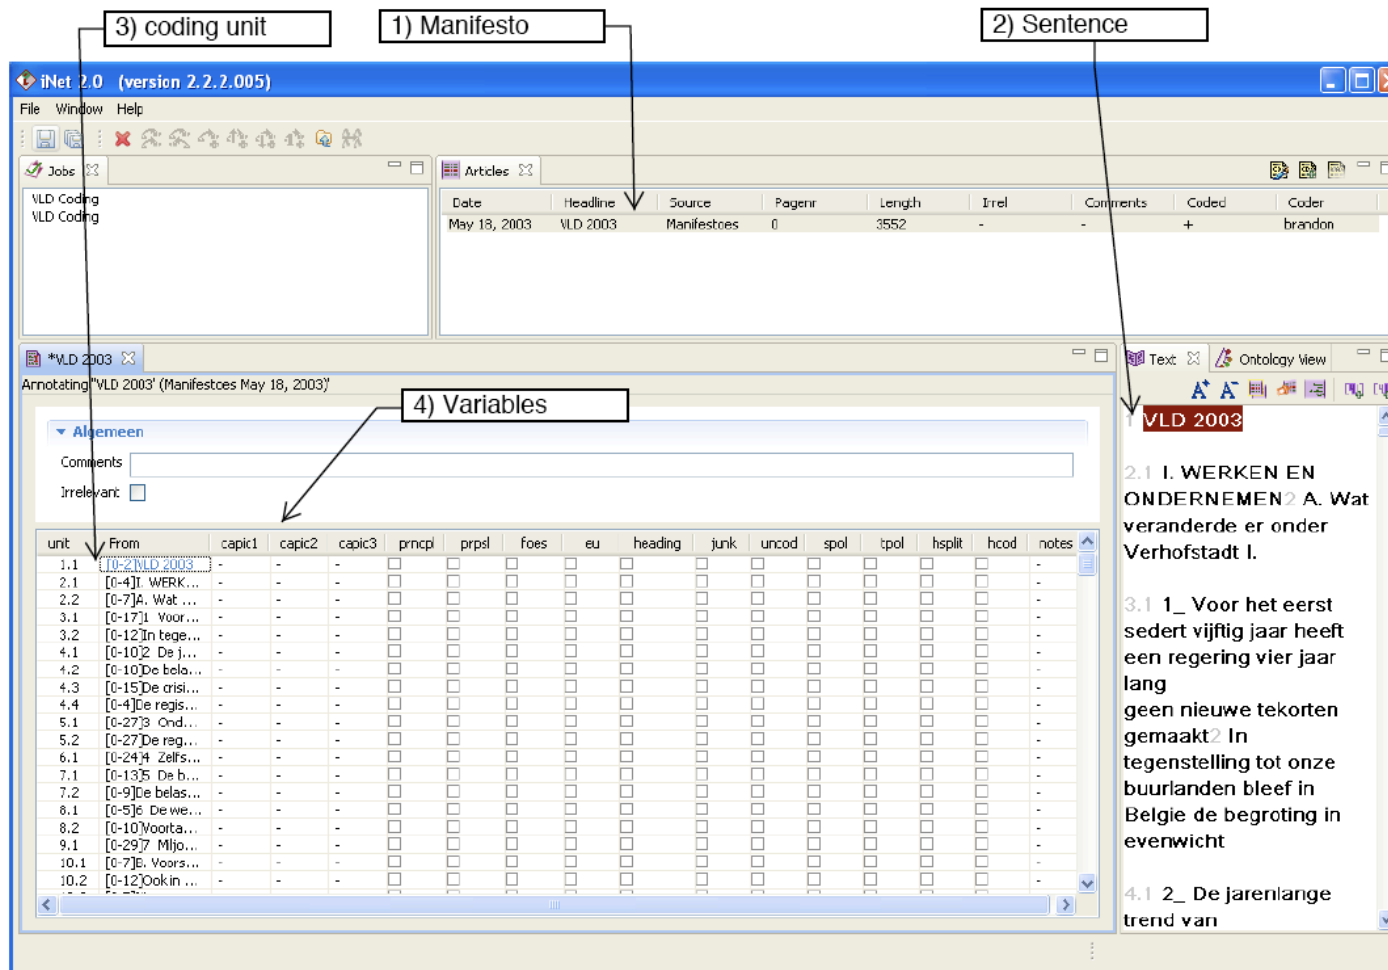 3) coding unit
1) Manifesto
2) Sentence
iNet 2.0 (version 2.2.2.005)
File Window Help
Jobs
VLD Coding
VLD Coding
Articles
Date Headline Source Pagenr Length Irrel Comments Coded Coder
May 18, 2003 VLD 2003 Manifestoes 0 3552 - - + brandon
*VLD 2003
Annotating 'VLD 2003' (Manifestoes May 18, 2003)'
4) Variables
Algemeen
Comments
Irrelevant
unit From capic1 capic2 capic3 prncpl prpsl foes eu heading junk uncod spol tpol hsplit hcod notes
1.1 [0-2]VLD 2003 - - - -
2.1 [0-4]I. WERK... - - - -
2.2 [0-7]A. Wat ... - - - -
3.1 [0-17]1 Voor... - - - -
3.2 [0-12]In tege... - - - -
4.1 [0-10]2 De j... - - - -
4.2 [0-10]De bela... - - - -
4.3 [0-15]De crisi... - - - -
4.4 [0-4]De regis... - - - -
5.1 [0-27]3 Ond... - - - -
5.2 [0-27]De reg... - - - -
6.1 [0-24]4 Zelfs... - - - -
7.1 [0-13]5 De b... - - - -
7.2 [0-9]De belas... - - - -
8.1 [0-5]6 De we... - - - -
8.2 [0-10]Voorta... - - - -
9.1 [0-29]7 Mljo... - - - -
10.1 [0-7]B. Voors... - - - -
10.2 [0-12]Ook in ... - - - -
Text Ontology View
1 VLD 2003
2.1 I. WERKEN EN
ONDERNEMEN2 A. Wat
veranderde er onder
Verhofstadt I.
3.1 1_ Voor het eerst
sedert vijftig jaar heeft
een regering vier jaar
lang
geen nieuwe tekorten
gemaakt2 In
tegenstelling tot onze
buurlanden bleef in
Belgie de begroting in
evenwicht
4.1 2_ De jarenlange
trend van